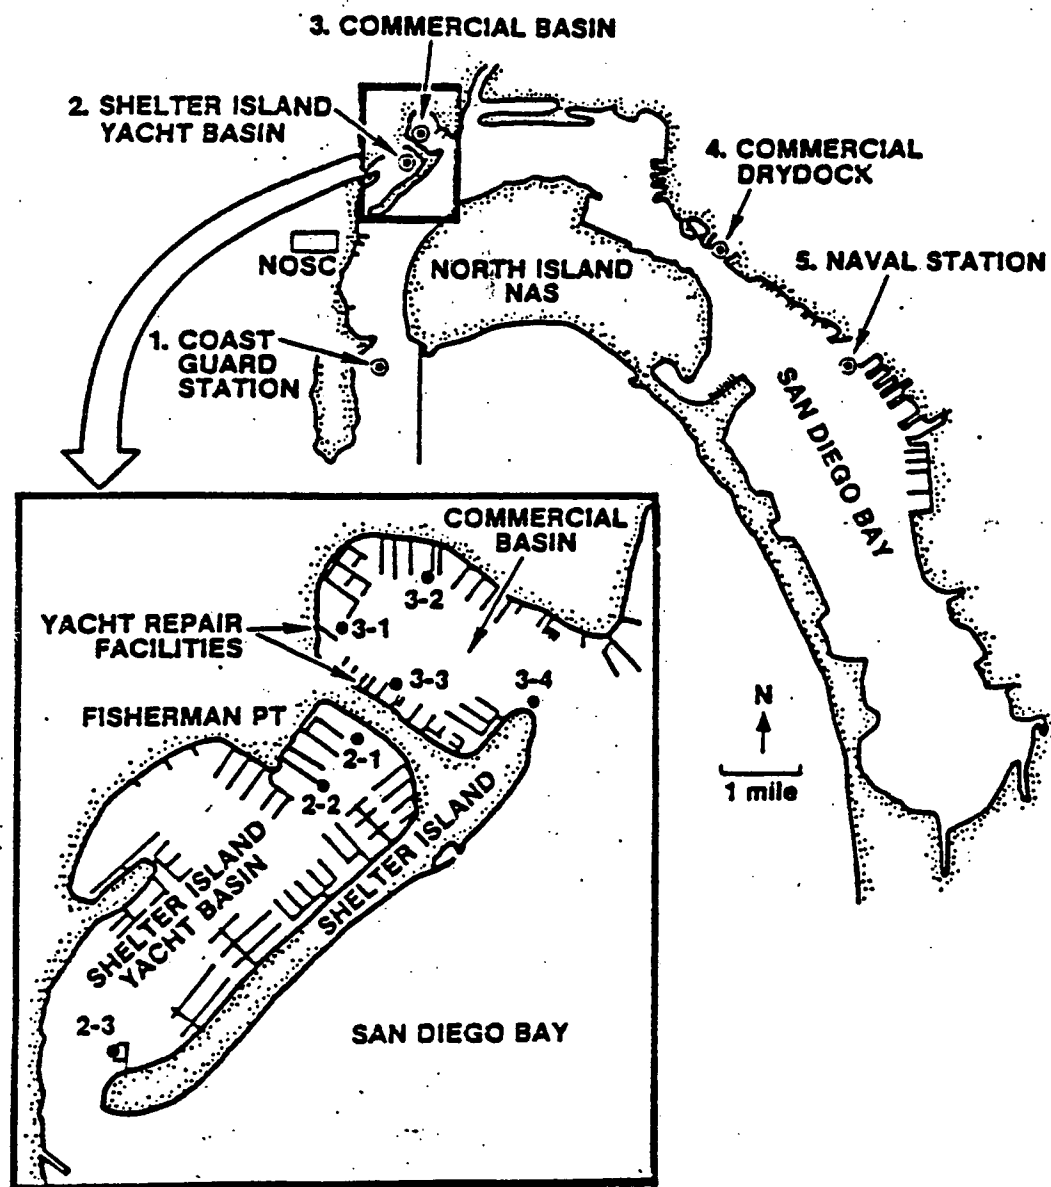 3. COMMERCIAL BASIN
2. SHELTER ISLAND
YACHT BASIN
4. COMMERCIAL
DRYDOCK
NOSC
NORTH ISLAND
NAS
5. NAVAL STATION
1. COAST
GUARD
STATION
SAN DIEGO BAY
COMMERCIAL
BASIN
3-2
YACHT REPAIR
FACILITIES
3-1
3-3
3-4
FISHERMAN PT
2-1
2-2
SHELTER ISLAND
YACHT BASIN
SHELTER ISLAND
2-3
SAN DIEGO BAY
N
1 mile